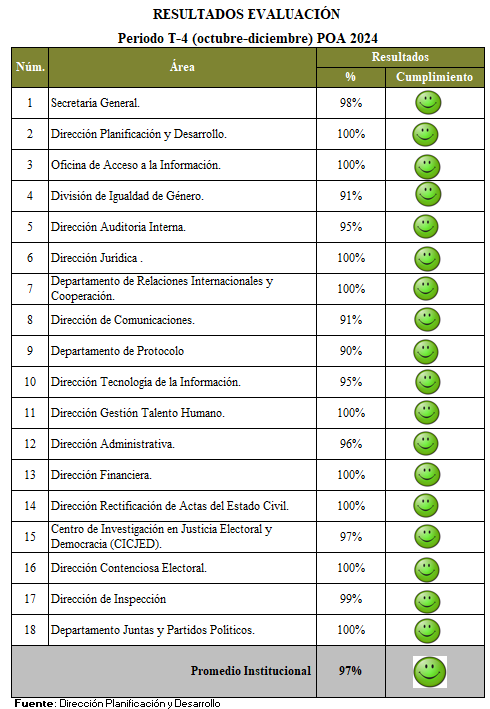 RESULTADOS EVALUACIÓN
Periodo T-4 (octubre-diciembre) POA 2024
Núm. Área Resultados
% Cumplimiento
1 Secretaría General. 98%
2 Dirección Planificación y Desarrollo. 100%
3 Oficina de Acceso a la Información. 100%
4 División de Igualdad de Género. 91%
5 Dirección Auditoria Interna. 95%
6 Dirección Jurídica . 100%
7 Departamento de Relaciones Internacionales y
Cooperación. 100%
8 Dirección de Comunicaciones. 91%
9 Departamento de Protocolo 90%
10 Dirección Tecnología de la Información. 95%
11 Dirección Gestión Talento Humano. 100%
12 Dirección Administrativa. 96%
13 Dirección Financiera. 100%
14 Dirección Rectificación de Actas del Estado Civil. 100%
15 Centro de Investigación en Justicia Electoral y
Democracia (CICJED). 97%
16 Dirección Contenciosa Electoral. 100%
17 Dirección de Inspección 99%
18 Departamento Juntas y Partidos Políticos. 100%
Promedio Institucional 97%
Fuente: Dirección Planificación y Desarrollo